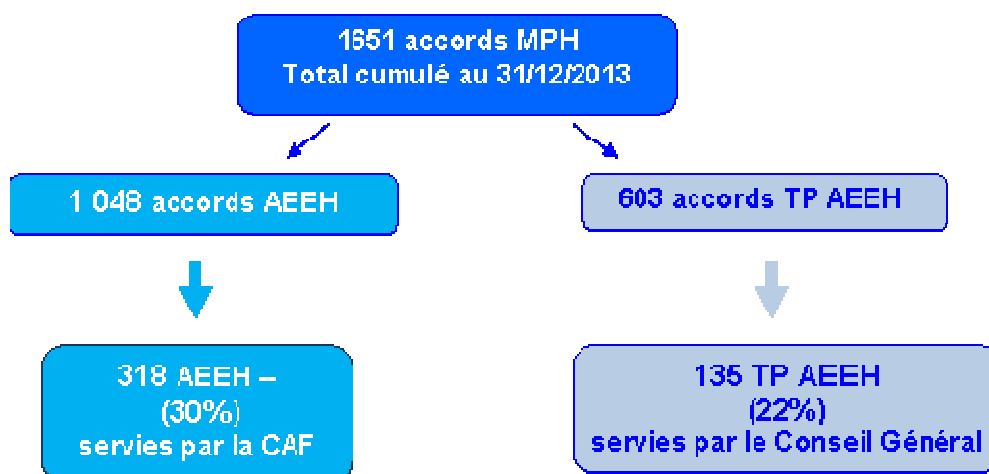 1651 accords MPH
Total cumulé au 31/12/2013
1 048 accords AEEH
603 accords TP AEEH
318 AEEH –
(30%)
servies par la CAF
135 TP AEEH
(22%)
servies par le Conseil Général